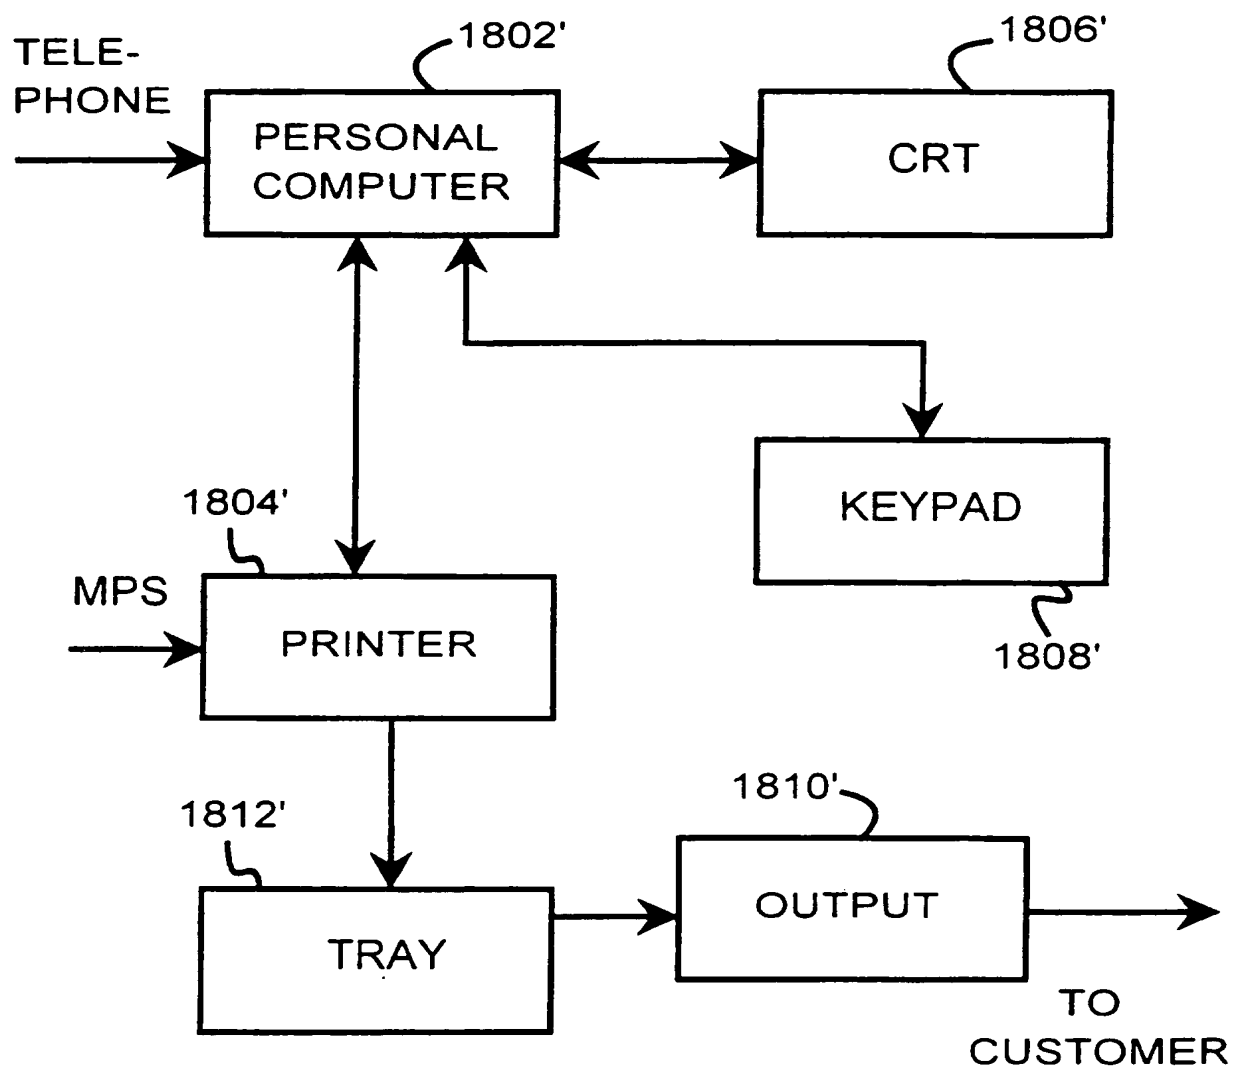 1802'
1806'
TELE-
PHONE
PERSONAL
COMPUTER
CRT
1804'
KEYPAD
MPS
PRINTER
1808'
1812'
1810'
OUTPUT
TRAY
TO
CUSTOMER